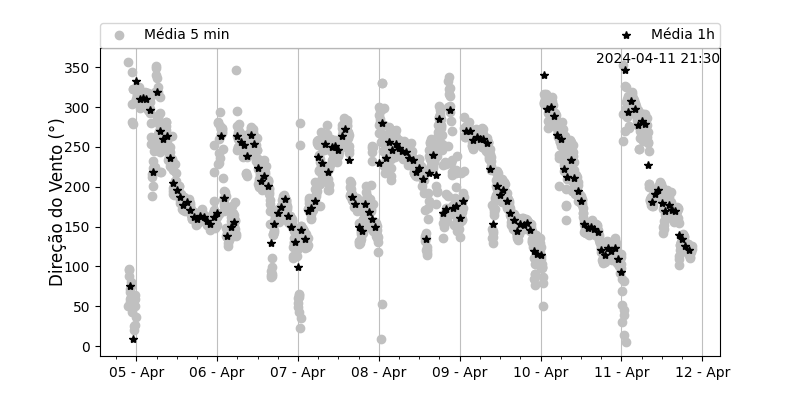 Média 5 min
Média 1h
2024-04-11 21:30
Direção do Vento (°)
350
300
250
200
150
100
50
0
05 - Apr
06 - Apr
07 - Apr
08 - Apr
09 - Apr
10 - Apr
11 - Apr
12 - Apr